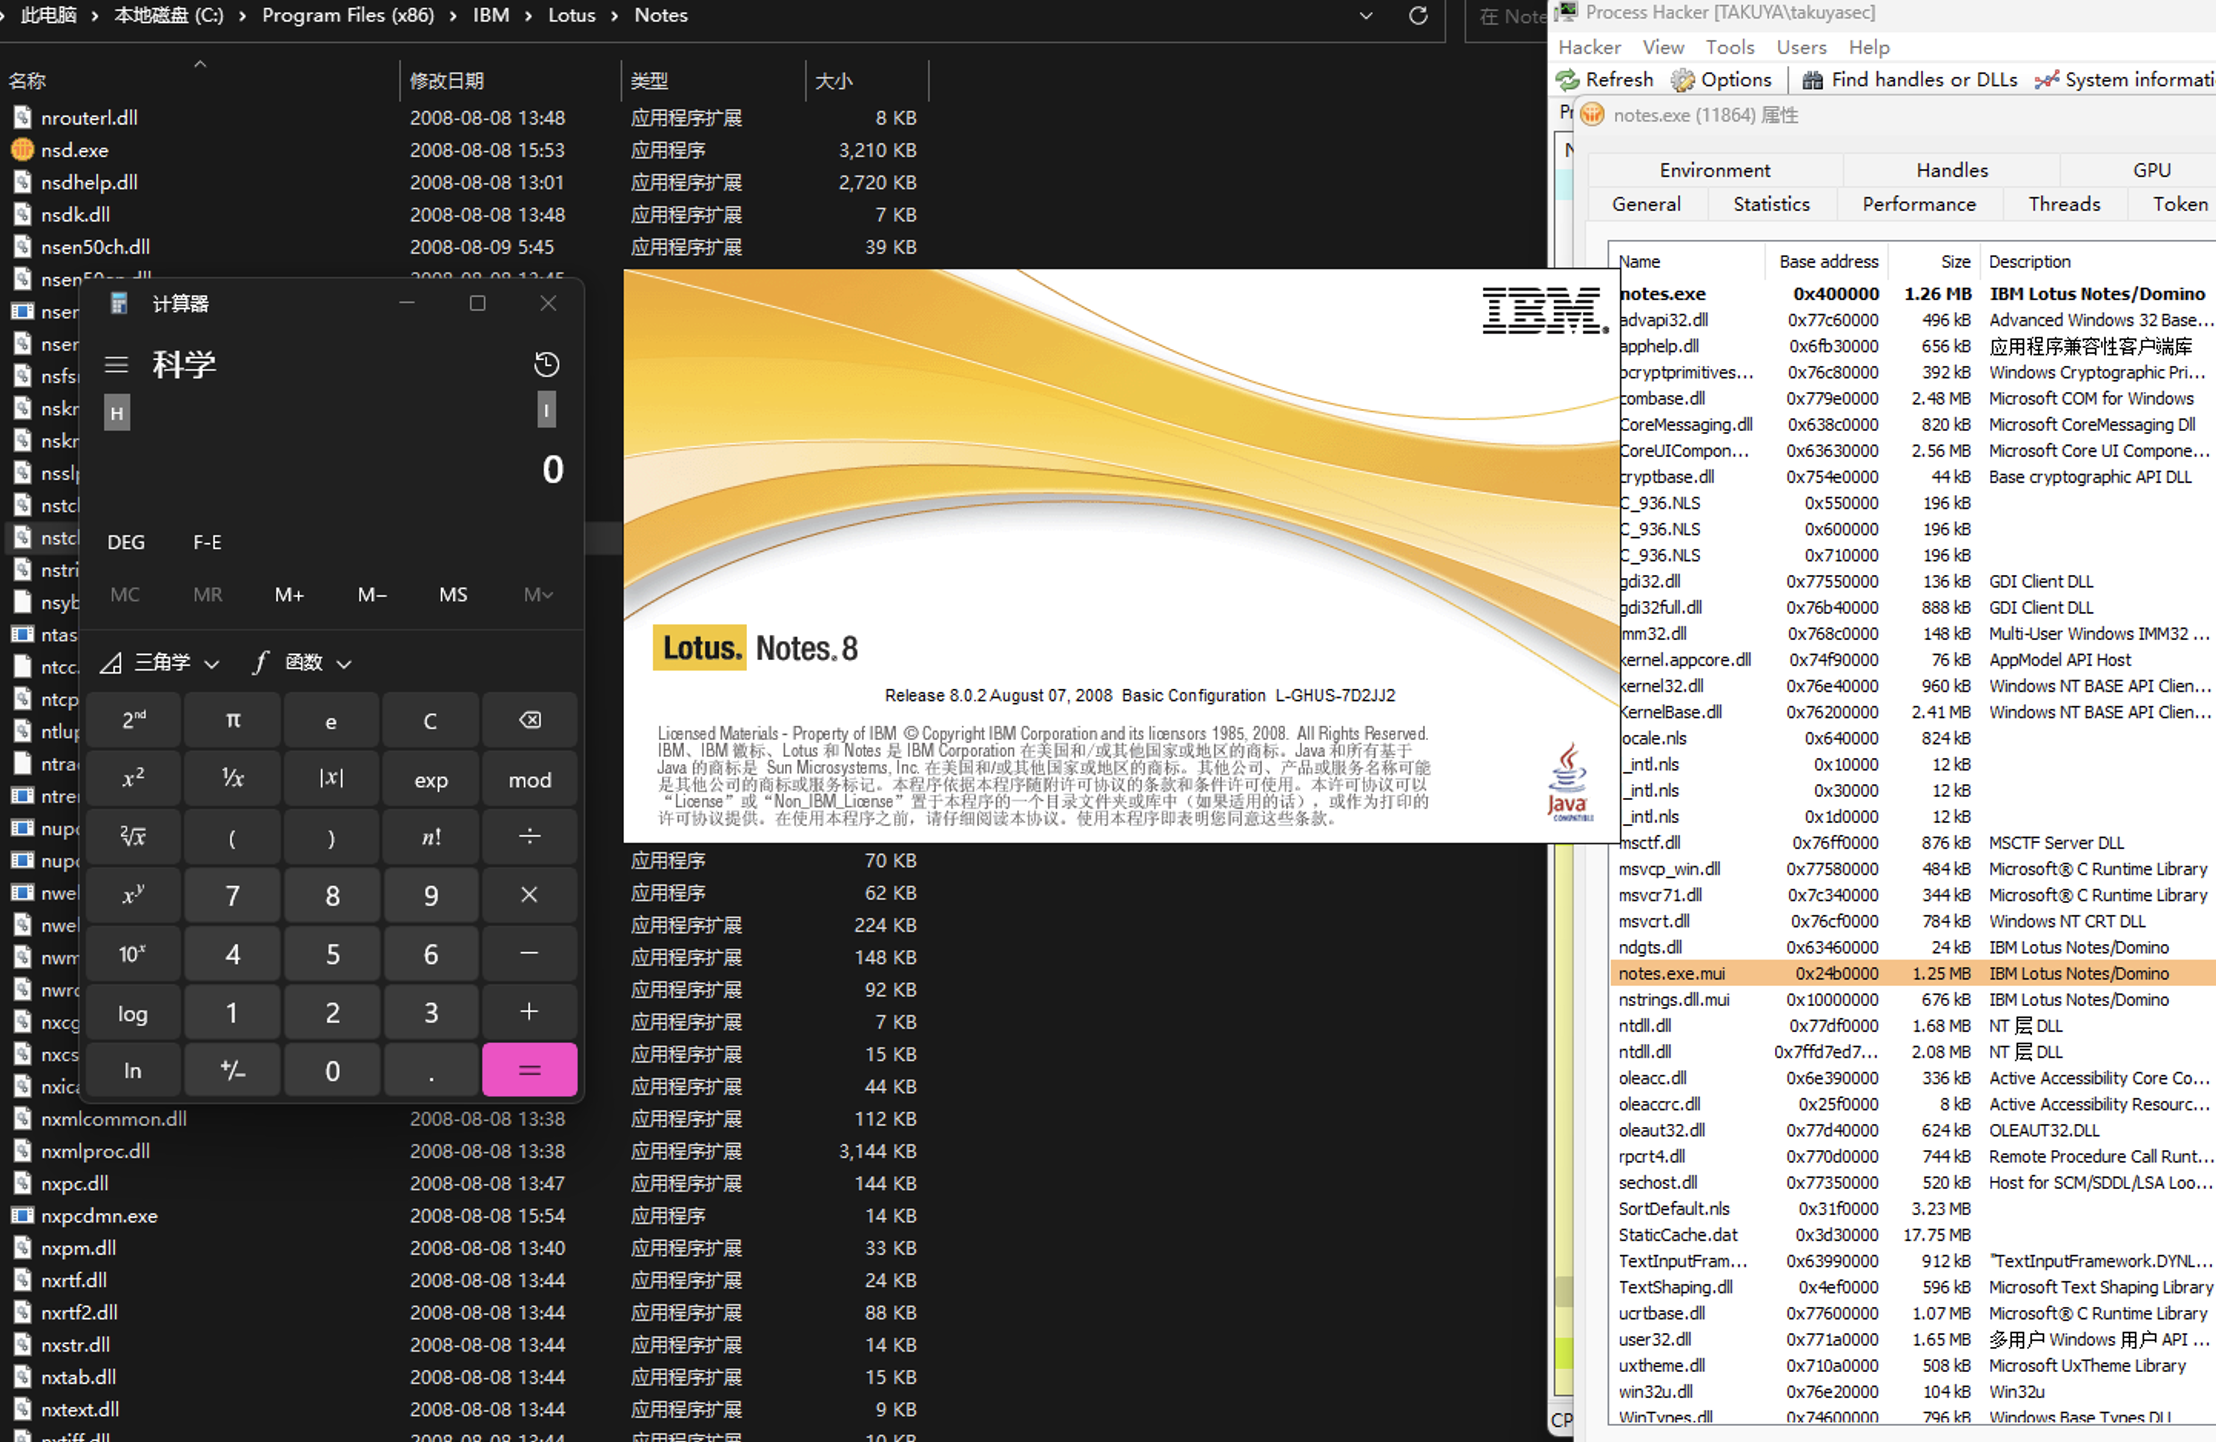 此电脑 › 本地磁盘 (C:) › Program Files (x86) › IBM › Lotus › Notes
在 Note
名称 修改日期 类型 大小
nrouterl.dll 2008-08-08 13:48 应用程序扩展 8 KB
nsd.exe 2008-08-08 15:53 应用程序 3,210 KB
nsdhelp.dll 2008-08-08 13:01 应用程序扩展 2,720 KB
nsdk.dll 2008-08-08 13:48 应用程序扩展 7 KB
nsen50ch.dll 2008-08-09 5:45 应用程序扩展 39 KB
nser
nser
nsfs
nskr
nskr
nssl
nstc
nstc
nstri
nsyb
ntas
ntcc.
ntcp
ntlup
ntra
ntre
nupc
nupc 应用程序 70 KB
nwel 应用程序 62 KB
nwel 应用程序扩展 224 KB
nwm 应用程序扩展 148 KB
nwrc 应用程序扩展 92 KB
nxcg 应用程序扩展 7 KB
nxcs 应用程序扩展 15 KB
nxica 应用程序扩展 44 KB
nxmlcommon.dll 2008-08-08 13:38 应用程序扩展 112 KB
nxmlproc.dll 2008-08-08 13:38 应用程序扩展 3,144 KB
nxpc.dll 2008-08-08 13:47 应用程序扩展 144 KB
nxpcdmn.exe 2008-08-08 15:54 应用程序 14 KB
nxpm.dll 2008-08-08 13:40 应用程序扩展 33 KB
nxrtf.dll 2008-08-08 13:44 应用程序扩展 24 KB
nxrtf2.dll 2008-08-08 13:44 应用程序扩展 88 KB
nxstr.dll 2008-08-08 13:44 应用程序扩展 14 KB
nxtab.dll 2008-08-08 13:44 应用程序扩展 15 KB
nxtext.dll 2008-08-08 13:44 应用程序扩展 9 KB
nxtiff.dll 2008-08-08 13:44 应用程序扩展 10 KB
计算器
科学
H I
0
DEG F-E
MC MR M+ M− MS M
三角学 f 函数
2nd π e C
x² ¹/x |x| exp mod
²√x ( ) n! ÷
xʸ 7 8 9 ×
10ˣ 4 5 6 −
log 1 2 3 +
ln +/− 0 . =
IBM®
Lotus. Notes. 8
Release 8.0.2 August 07, 2008 Basic Configuration L-GHUS-7D2JJ2
Licensed Materials - Property of IBM © Copyright IBM Corporation and its licensors 1985, 2008. All Rights Reserved.
IBM、IBM 徽标、Lotus 和 Notes 是 IBM Corporation 在美国和/或其他国家或地区的商标。Java 和所有基于
Java 的商标是 Sun Microsystems, Inc. 在美国和/或其他国家或地区的商标。其他公司、产品或服务名称可能
是其他公司的商标或服务标记。本程序依据本程序随附许可协议的条款和条件许可使用。本许可协议可以
“License”或“Non_IBM_License”置于本程序的一个目录文件夹或库中（如果适用的话），或作为打印的
许可协议提供。在使用本程序之前，请仔细阅读本协议。使用本程序即表明您同意这些条款。
Java
COMPATIBLE
Process Hacker [TAKUYA\takuyasec]
Hacker View Tools Users Help
Refresh Options Find handles or DLLs System informati
notes.exe (11864) 属性
Environment Handles GPU
General Statistics Performance Threads Token
Name Base address Size Description
notes.exe 0x400000 1.26 MB IBM Lotus Notes/Domino
advapi32.dll 0x77c60000 496 kB Advanced Windows 32 Base...
apphelp.dll 0x6fb30000 656 kB 应用程序兼容性客户端库
bcryptprimitives... 0x76c80000 392 kB Windows Cryptographic Pri...
combase.dll 0x779e0000 2.48 MB Microsoft COM for Windows
CoreMessaging.dll 0x638c0000 820 kB Microsoft CoreMessaging Dll
CoreUICompon... 0x63630000 2.56 MB Microsoft Core UI Compone...
cryptbase.dll 0x754e0000 44 kB Base cryptographic API DLL
C_936.NLS 0x550000 196 kB
C_936.NLS 0x600000 196 kB
C_936.NLS 0x710000 196 kB
gdi32.dll 0x77550000 136 kB GDI Client DLL
gdi32full.dll 0x76b40000 888 kB GDI Client DLL
imm32.dll 0x768c0000 148 kB Multi-User Windows IMM32 ...
kernel.appcore.dll 0x74f90000 76 kB AppModel API Host
kernel32.dll 0x76e40000 960 kB Windows NT BASE API Clien...
KernelBase.dll 0x76200000 2.41 MB Windows NT BASE API Clien...
locale.nls 0x640000 824 kB
l_intl.nls 0x10000 12 kB
l_intl.nls 0x30000 12 kB
l_intl.nls 0x1d0000 12 kB
msctf.dll 0x76ff0000 876 kB MSCTF Server DLL
msvcp_win.dll 0x77580000 484 kB Microsoft® C Runtime Library
msvcr71.dll 0x7c340000 344 kB Microsoft® C Runtime Library
msvcrt.dll 0x76cf0000 784 kB Windows NT CRT DLL
ndgts.dll 0x63460000 24 kB IBM Lotus Notes/Domino
notes.exe.mui 0x24b0000 1.25 MB IBM Lotus Notes/Domino
nstrings.dll.mui 0x10000000 676 kB IBM Lotus Notes/Domino
ntdll.dll 0x77df0000 1.68 MB NT 层 DLL
ntdll.dll 0x7ffd7ed7... 2.08 MB NT 层 DLL
oleacc.dll 0x6e390000 336 kB Active Accessibility Core Co...
oleaccrc.dll 0x25f0000 8 kB Active Accessibility Resourc...
oleaut32.dll 0x77d40000 624 kB OLEAUT32.DLL
rpcrt4.dll 0x770d0000 744 kB Remote Procedure Call Runt...
sechost.dll 0x77350000 520 kB Host for SCM/SDDL/LSA Loo...
SortDefault.nls 0x31f0000 3.23 MB
StaticCache.dat 0x3d30000 17.75 MB
TextInputFram... 0x63990000 912 kB "TextInputFramework.DYNL...
TextShaping.dll 0x4ef0000 596 kB Microsoft Text Shaping Library
ucrtbase.dll 0x77600000 1.07 MB Microsoft® C Runtime Library
user32.dll 0x771a0000 1.65 MB 多用户 Windows 用户 API ...
uxtheme.dll 0x710a0000 508 kB Microsoft UxTheme Library
win32u.dll 0x76e20000 104 kB Win32u
WinTypes.dll 0x74600000 796 kB Windows Base Types DLL
CP